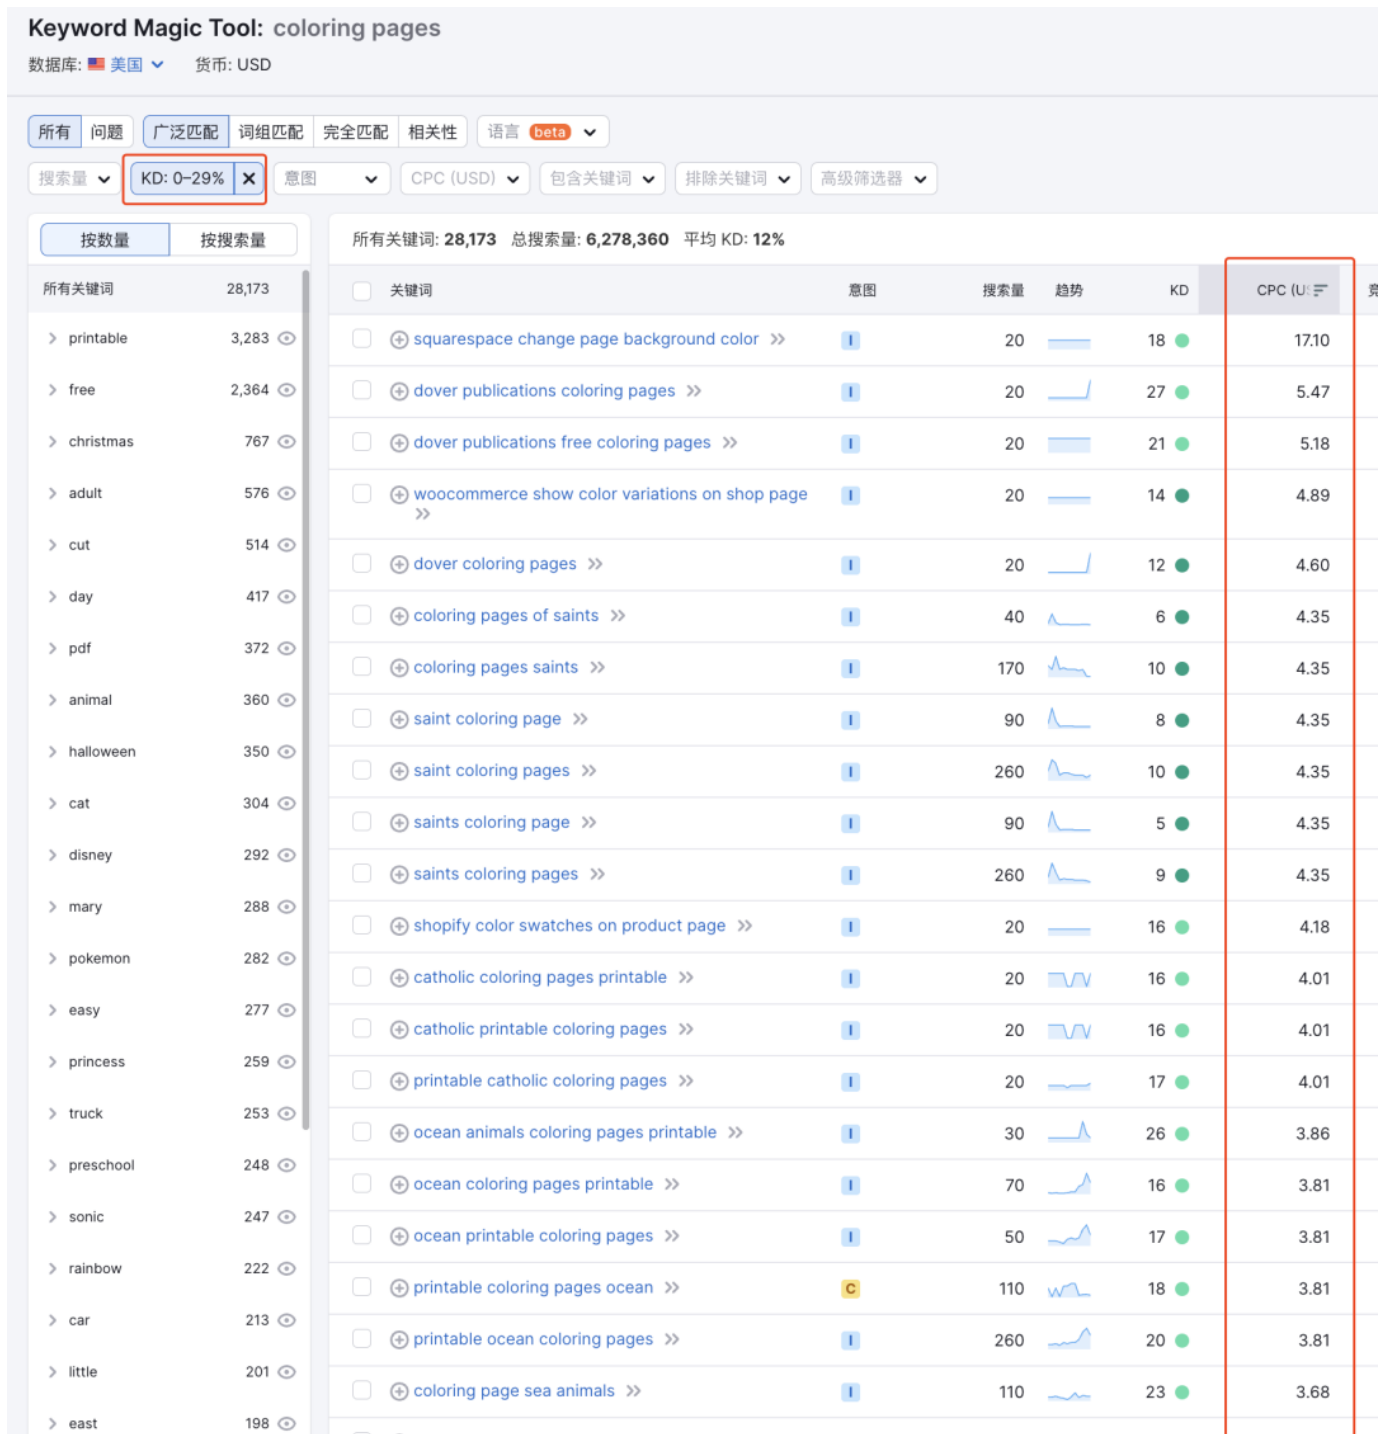 Keyword Magic Tool: coloring pages
数据库: 美国 货币: USD
所有 问题 广泛匹配 词组匹配 完全匹配 相关性 语言 beta
搜索量 KD: 0–29% 意图 CPC (USD) 包含关键词 排除关键词 高级筛选器
按数量 按搜索量
所有关键词 28,173
printable 3,283
free 2,364
christmas 767
adult 576
cut 514
day 417
pdf 372
animal 360
halloween 350
cat 304
disney 292
mary 288
pokemon 282
easy 277
princess 259
truck 253
preschool 248
sonic 247
rainbow 222
car 213
little 201
east 198
所有关键词: 28,173 总搜索量: 6,278,360 平均 KD: 12%
关键词 意图 搜索量 趋势 KD CPC (U
squarespace change page background color I 20 18 17.10
dover publications coloring pages I 20 27 5.47
dover publications free coloring pages I 20 21 5.18
woocommerce show color variations on shop page I 20 14 4.89
dover coloring pages I 20 12 4.60
coloring pages of saints I 40 6 4.35
coloring pages saints I 170 10 4.35
saint coloring page I 90 8 4.35
saint coloring pages I 260 10 4.35
saints coloring page I 90 5 4.35
saints coloring pages I 260 9 4.35
shopify color swatches on product page I 20 16 4.18
catholic coloring pages printable I 20 16 4.01
catholic printable coloring pages I 20 16 4.01
printable catholic coloring pages I 20 17 4.01
ocean animals coloring pages printable I 30 26 3.86
ocean coloring pages printable I 70 16 3.81
ocean printable coloring pages I 50 17 3.81
printable coloring pages ocean C 110 18 3.81
printable ocean coloring pages I 260 20 3.81
coloring page sea animals I 110 23 3.68